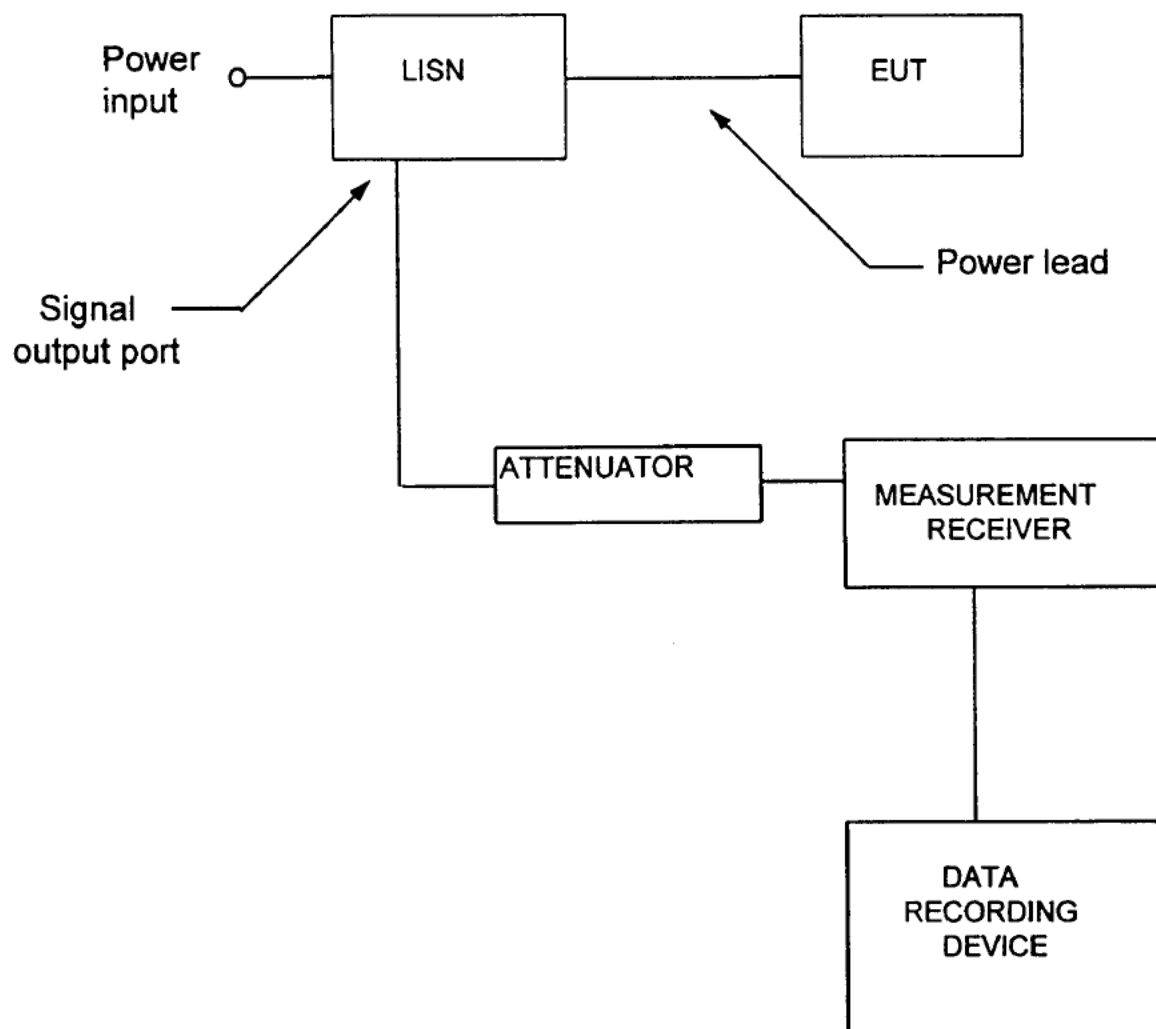 Power
input
LISN
EUT
Power lead
Signal
output port
ATTENUATOR
MEASUREMENT
RECEIVER
DATA
RECORDING
DEVICE